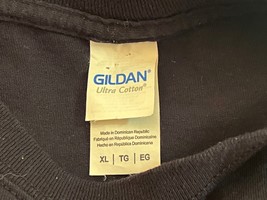 GILDAN®
Ultra Cotton®
Made in Dominican Republic
Fabriqué en République Dominicaine
Hecho en República Dominicana
XL | TG | EG